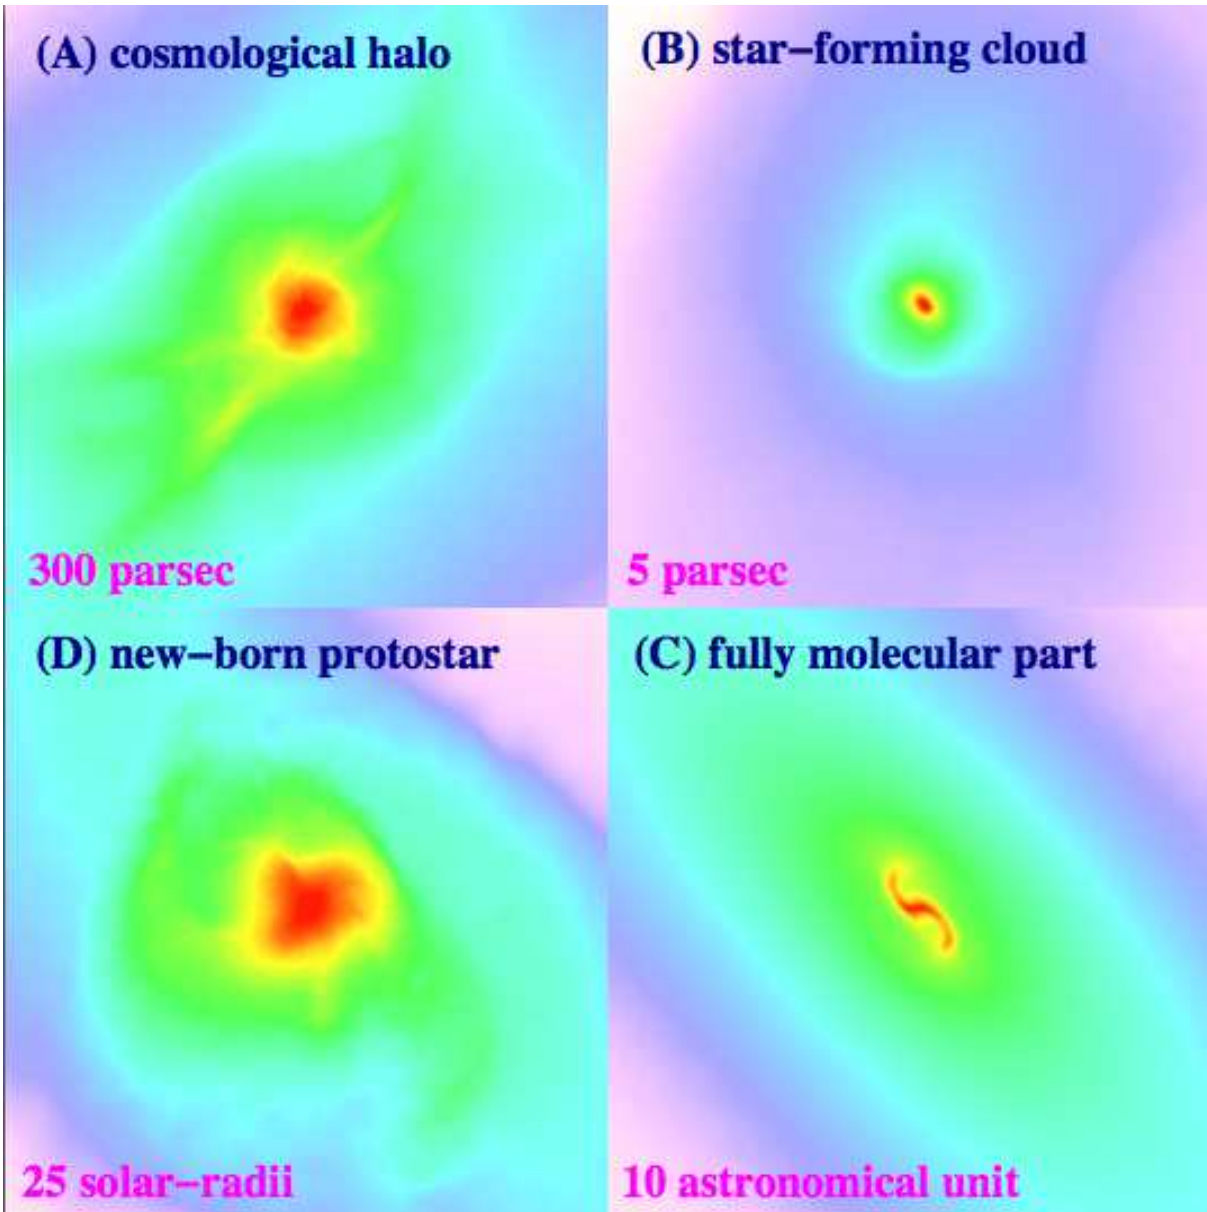 (A) cosmological halo
300 parsec
(B) star–forming cloud
5 parsec
(D) new–born protostar
25 solar–radii
(C) fully molecular part
10 astronomical unit